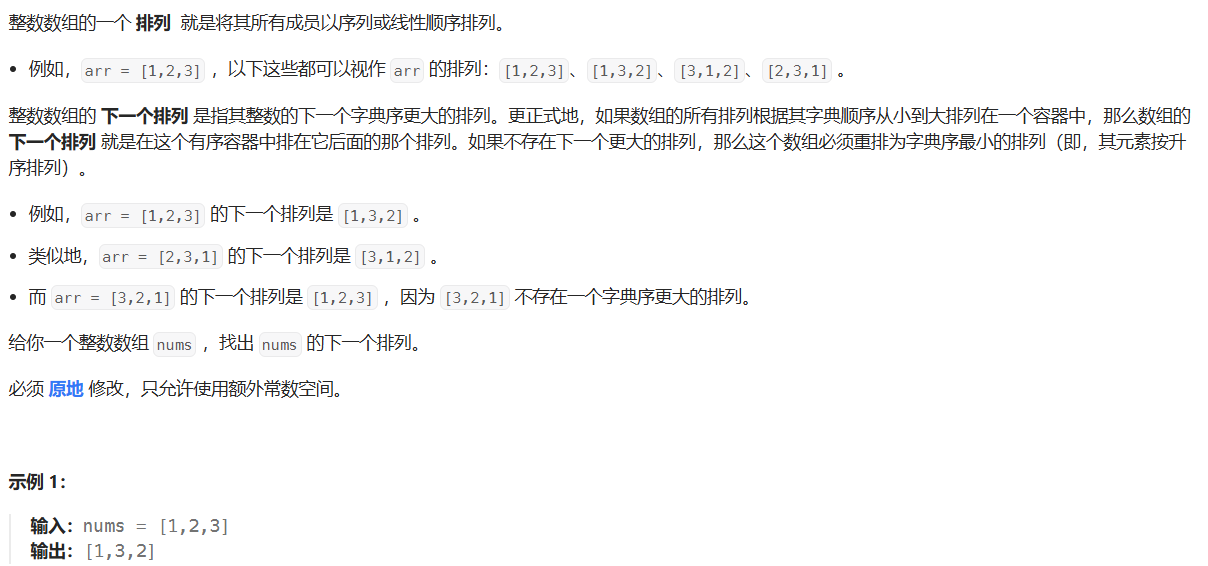 整数数组的一个 排列 就是将其所有成员以序列或线性顺序排列。
• 例如，arr = [1,2,3] ，以下这些都可以视作 arr 的排列：[1,2,3]、[1,3,2]、[3,1,2]、[2,3,1] 。
整数数组的 下一个排列 是指其整数的下一个字典序更大的排列。更正式地，如果数组的所有排列根据其字典顺序从小到大排列在一个容器中，那么数组的
下一个排列 就是在这个有序容器中排在它后面的那个排列。如果不存在下一个更大的排列，那么这个数组必须重排为字典序最小的排列（即，其元素按升
序排列）。
• 例如，arr = [1,2,3] 的下一个排列是 [1,3,2] 。
• 类似地，arr = [2,3,1] 的下一个排列是 [3,1,2] 。
• 而 arr = [3,2,1] 的下一个排列是 [1,2,3] ，因为 [3,2,1] 不存在一个字典序更大的排列。
给你一个整数数组 nums ，找出 nums 的下一个排列。
必须 原地 修改，只允许使用额外常数空间。
示例 1：
输入：nums = [1,2,3]
输出：[1,3,2]